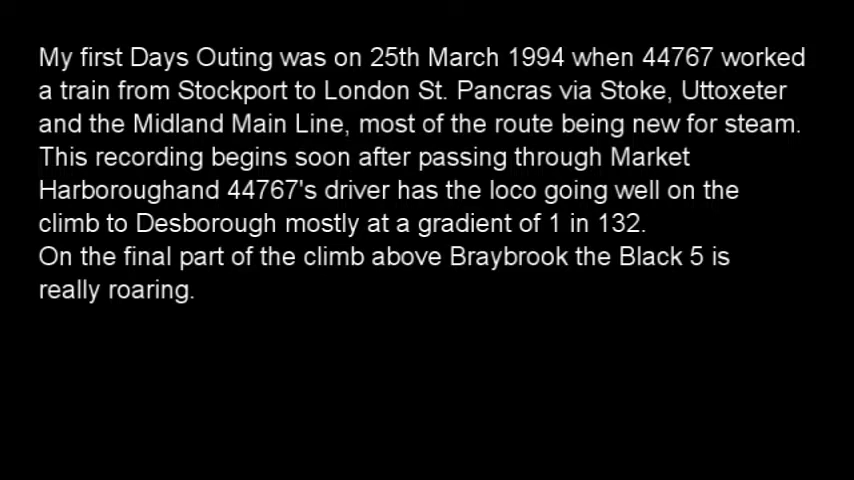 My first Days Outing was on 25th March 1994 when 44767 worked
a train from Stockport to London St. Pancras via Stoke, Uttoxeter
and the Midland Main Line, most of the route being new for steam.
This recording begins soon after passing through Market
Harboroughand 44767's driver has the loco going well on the
climb to Desborough mostly at a gradient of 1 in 132.
On the final part of the climb above Braybrook the Black 5 is
really roaring.